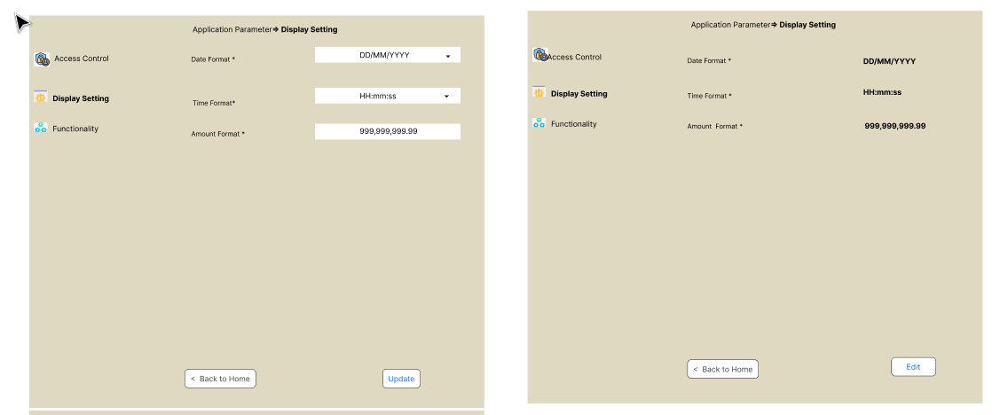 Application Parameter⇒ Display Setting
Access Control
Date Format *
DD/MM/YYYY
Display Setting
Time Format*
HH:mm:ss
Functionality
Amount Format *
999,999,999.99
< Back to Home
Update
Application Parameter⇒ Display Setting
Access Control
Date Format *
DD/MM/YYYY
Display Setting
Time Format *
HH:mm:ss
Functionality
Amount Format *
999,999,999.99
< Back to Home
Edit